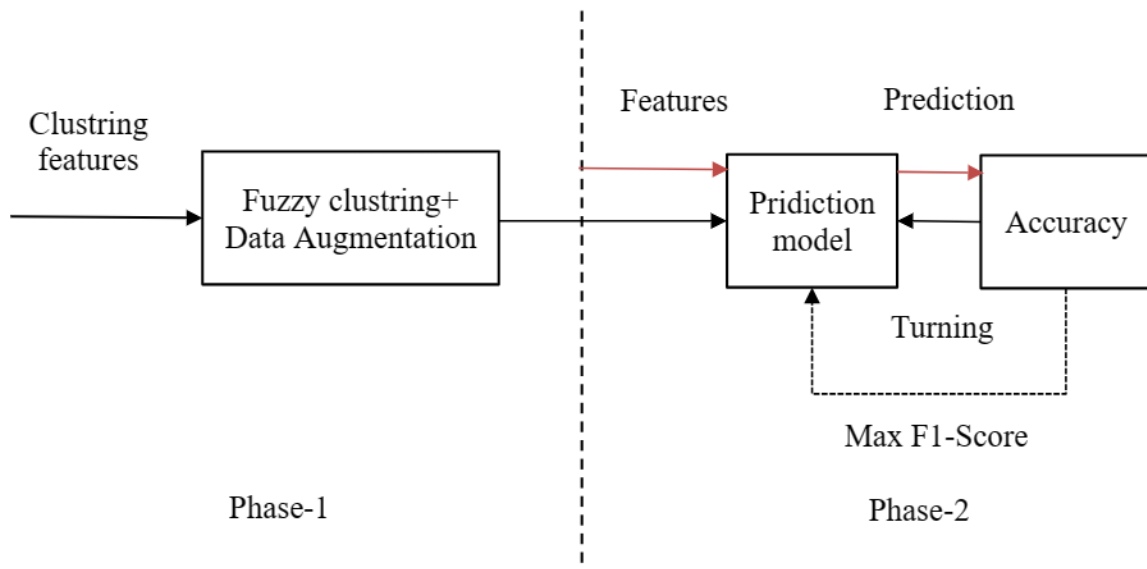 Clustring
features
Fuzzy clustring+
Data Augmentation
Phase-1
Features
Prediction
Pridiction
model
Accuracy
Turning
Max F1-Score
Phase-2